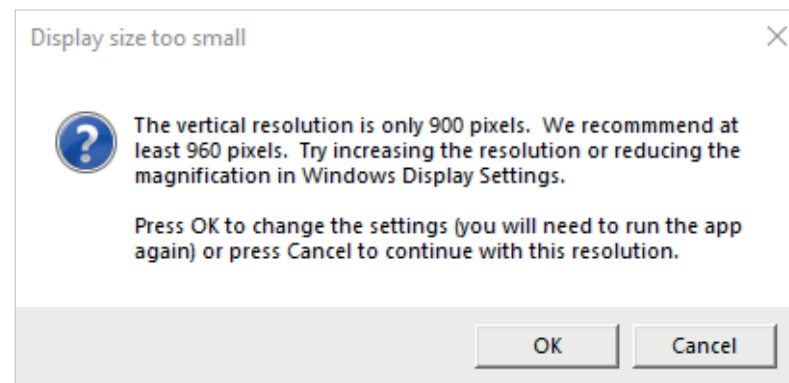 Display size too small
The vertical resolution is only 900 pixels.  We recommmend at
least 960 pixels.  Try increasing the resolution or reducing the
magnification in Windows Display Settings.
Press OK to change the settings (you will need to run the app
again) or press Cancel to continue with this resolution.
OK
Cancel